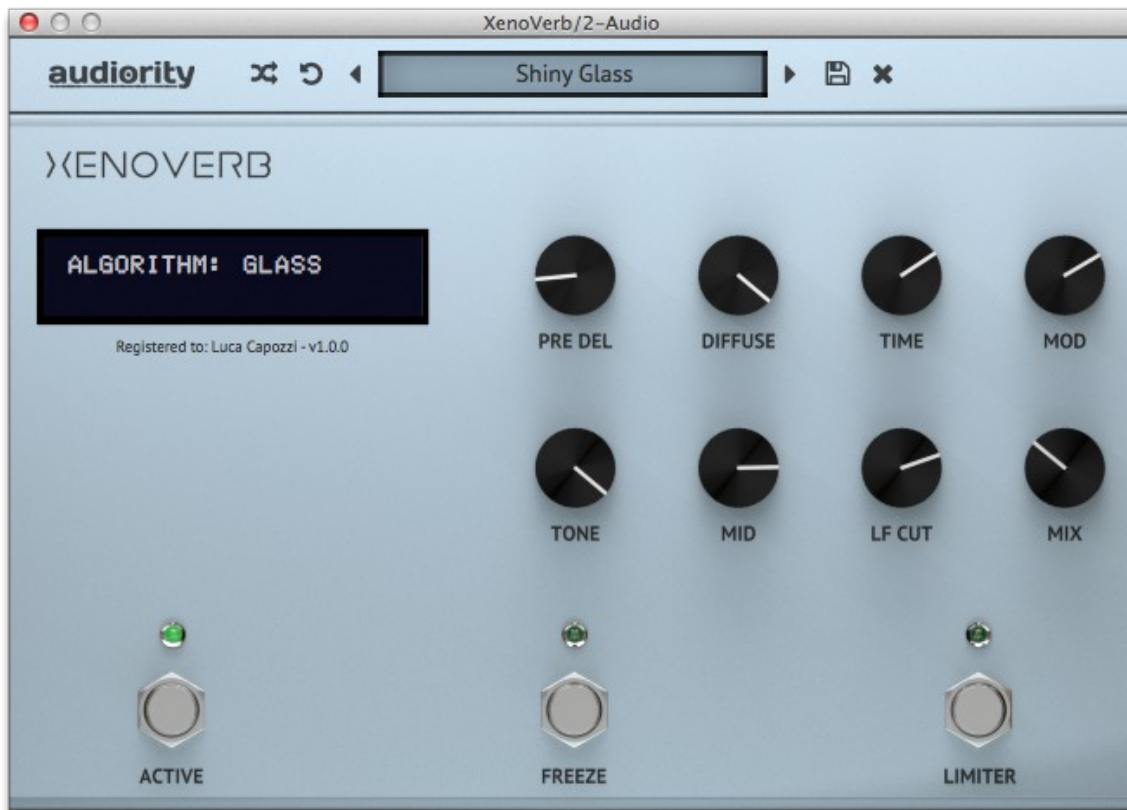 XenoVerb/2-Audio
audiority
Shiny Glass
XENOVERB
ALGORITHM: GLASS
Registered to: Luca Capozzi - v1.0.0
PRE DEL DIFFUSE TIME MOD
TONE MID LF CUT MIX
ACTIVE FREEZE LIMITER